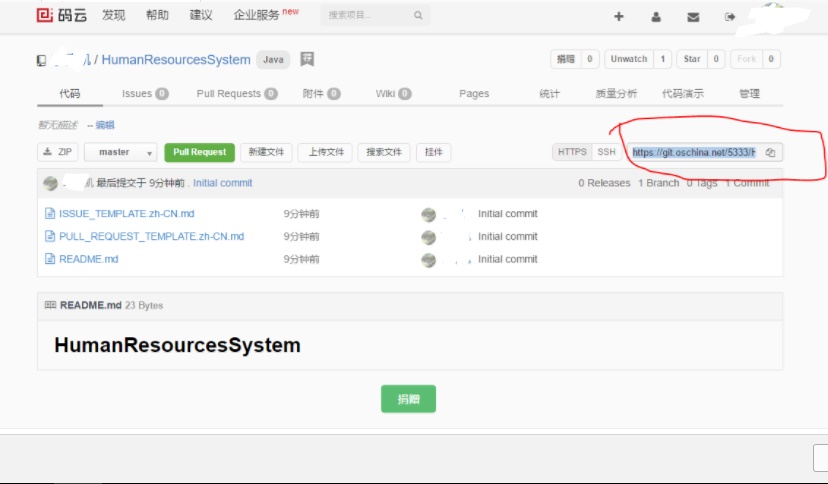 码云 发现 帮助 建议 企业服务 new 搜索项目...
/ HumanResourcesSystem Java 荐
捐赠 0 Unwatch 1 Star 0 Fork 0
代码 Issues 0 Pull Requests 0 附件 0 Wiki 0 Pages 统计 质量分析 代码演示 管理
暂无描述 -- 编辑
ZIP master Pull Request 新建文件 上传文件 搜索文件 挂件 HTTPS SSH https://git.oschina.net/5333/H
最后提交于 9分钟前 . Initial commit 0 Releases 1 Branch 0 Tags 1 Commit
ISSUE_TEMPLATE.zh-CN.md 9分钟前 Initial commit
PULL_REQUEST_TEMPLATE.zh-CN.md 9分钟前 Initial commit
README.md 9分钟前 Initial commit
README.md 23 Bytes
HumanResourcesSystem
捐赠